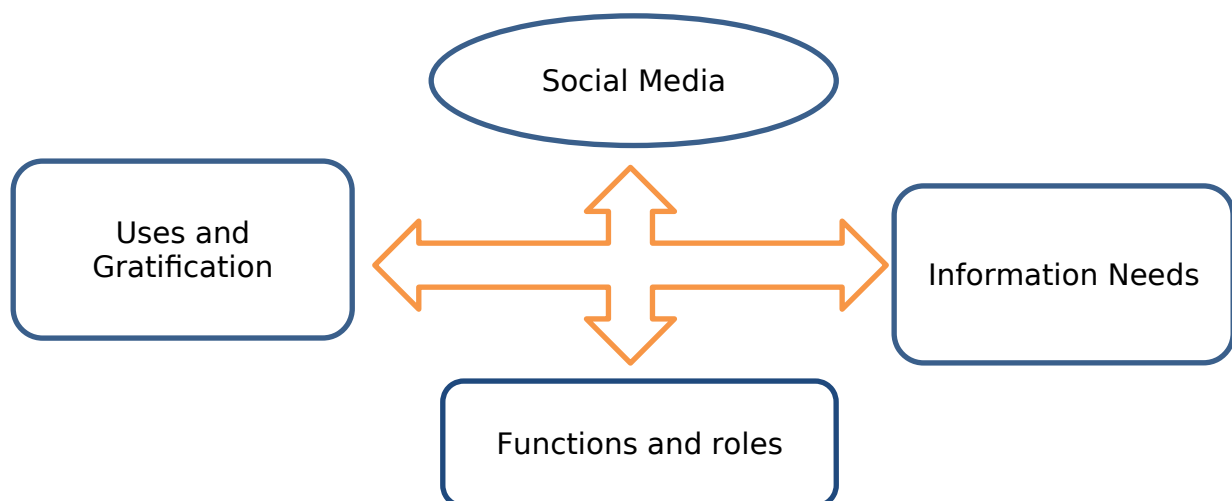 Social Media
Uses and
Gratification
Information Needs
Functions and roles